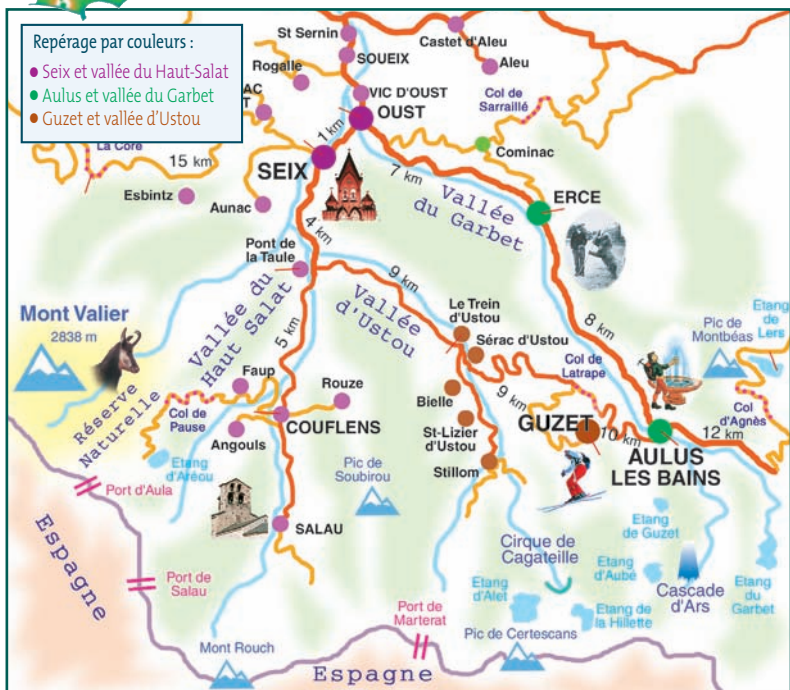 Repérage par couleurs :
• Seix et vallée du Haut-Salat
• Aulus et vallée du Garbet
• Guzet et vallée d'Ustou
St Sernin
SOUEIX
Rogalle
Castet d'Aleu
Aleu
VIC D'OUST
OUST
AC
T
Col de
Sarraillé
La Core
15 km
1 km
SEIX
Cominac
7 km
Vallée
du Garbet
ERCE
Esbintz
Aunac
4 km
Pont de
la Taule
9 km
Vallée
d'Ustou
8 km
Mont Valier
2838 m
Vallée du
Haut Salat
5 km
Le Trein
d'Ustou
Sérac d'Ustou
Etang
de
Lers
Pic de
Montbéas
Col de
Latrape
Réserve
Naturelle
Faup
Col de
Pause
Rouze
COUFLENS
Angouls
Bielle
St-Lizier
d'Ustou
Stillom
9 km
GUZET
10 km
Col
d'Agnès
12 km
AULUS
LES BAINS
Etang
d'Aréou
Port d'Aula
Pic de
Soubirou
SALAU
Espagne
Port de
Salau
Cirque de
Cagateille
Etang
de Guzet
Etang
d'Aubé
Cascade
d'Ars
Etang
du
Garbet
Etang
d'Alet
Etang de
la Hillette
Port de
Marterat
Mont Rouch
Pic de Certescans
Espagne